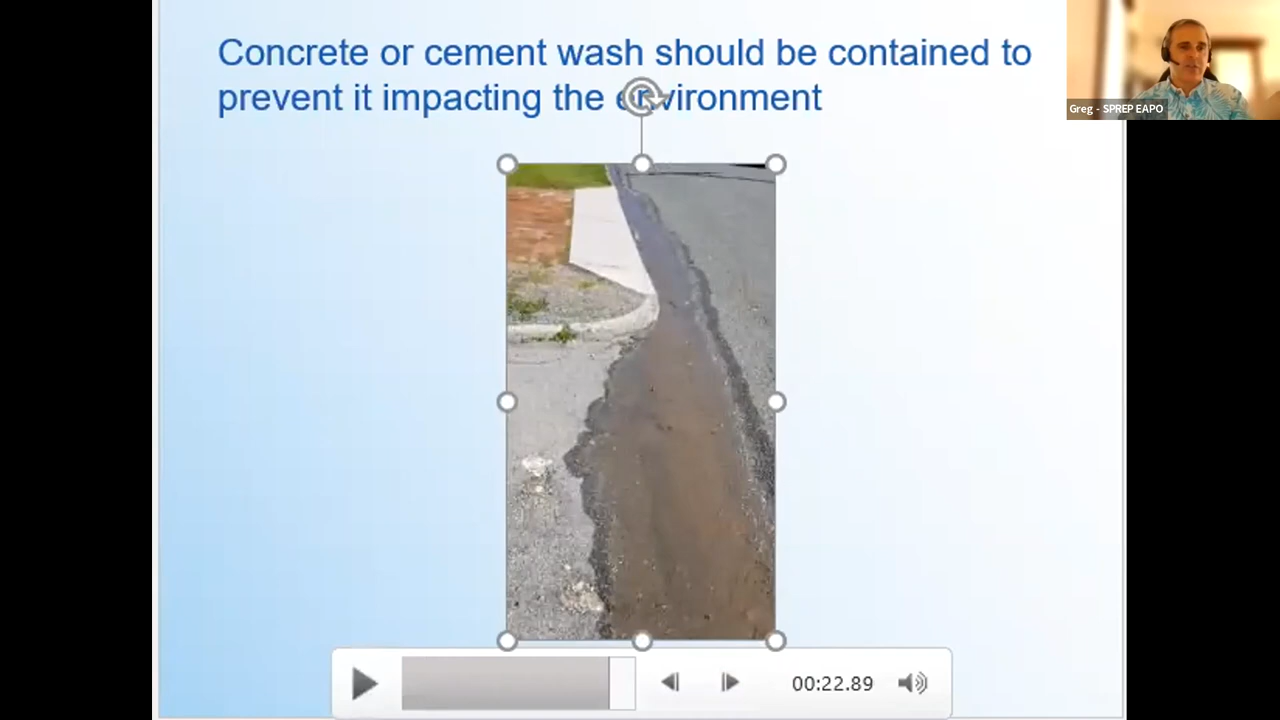 Concrete or cement wash should be contained to
prevent it impacting the environment
Greg - SPREP EAPO
00:22.89